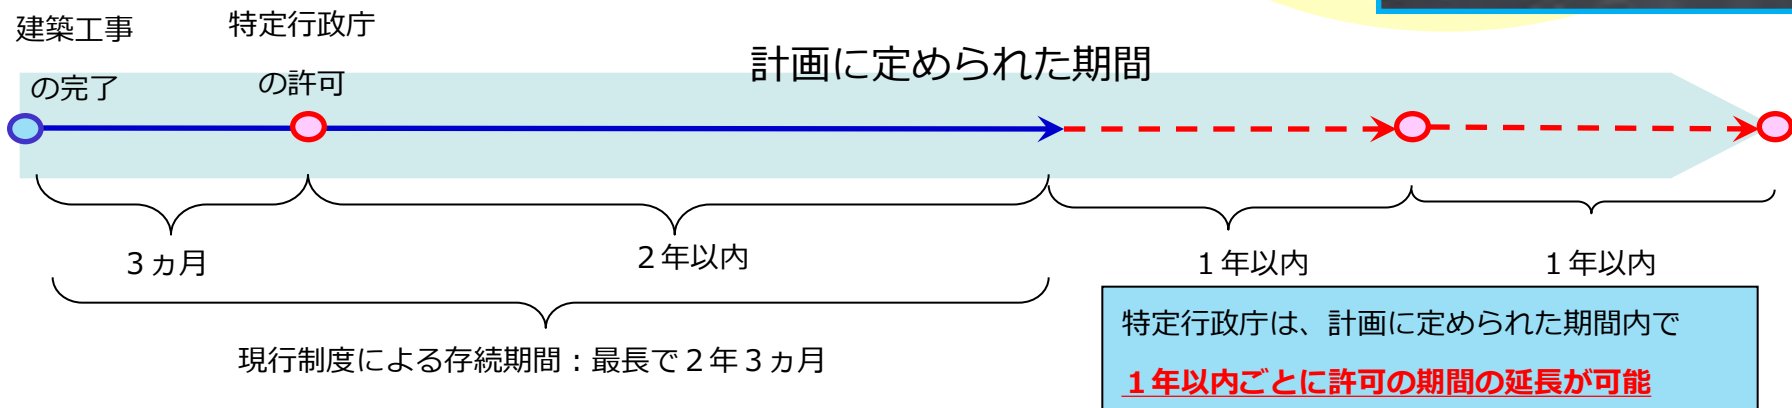 建築工事
の完了
特定行政庁
の許可
計画に定められた期間
3ヵ月
2年以内
1年以内
1年以内
現行制度による存続期間：最長で2年3ヵ月
特定行政庁は、計画に定められた期間内で
1年以内ごとに許可の期間の延長が可能